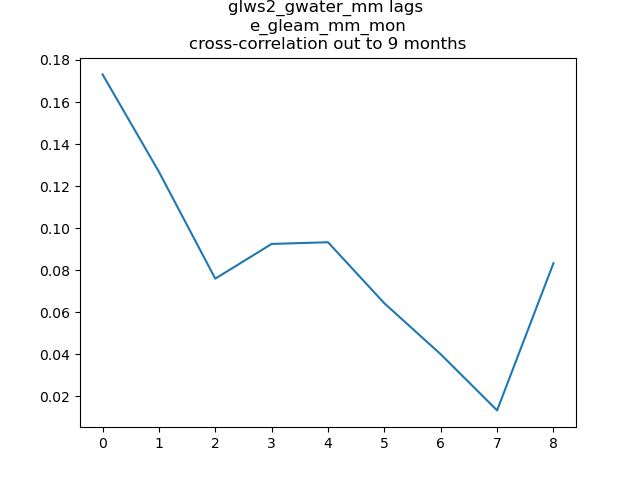 glws2_gwater_mm lags
e_gleam_mm_mon
cross-correlation out to 9 months
0.18
0.16
0.14
0.12
0.10
0.08
0.06
0.04
0.02
0 1 2 3 4 5 6 7 8